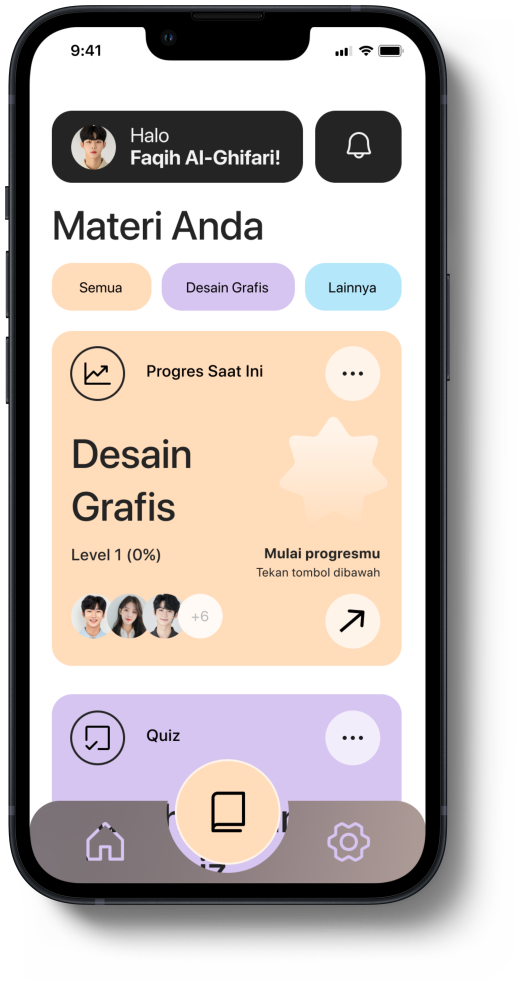 9:41
Halo
Faqih Al-Ghifari!
Materi Anda
Semua
Desain Grafis
Lainnya
Progres Saat Ini
Desain
Grafis
Level 1 (0%)
Mulai progresmu
Tekan tombol dibawah
+6
Quiz